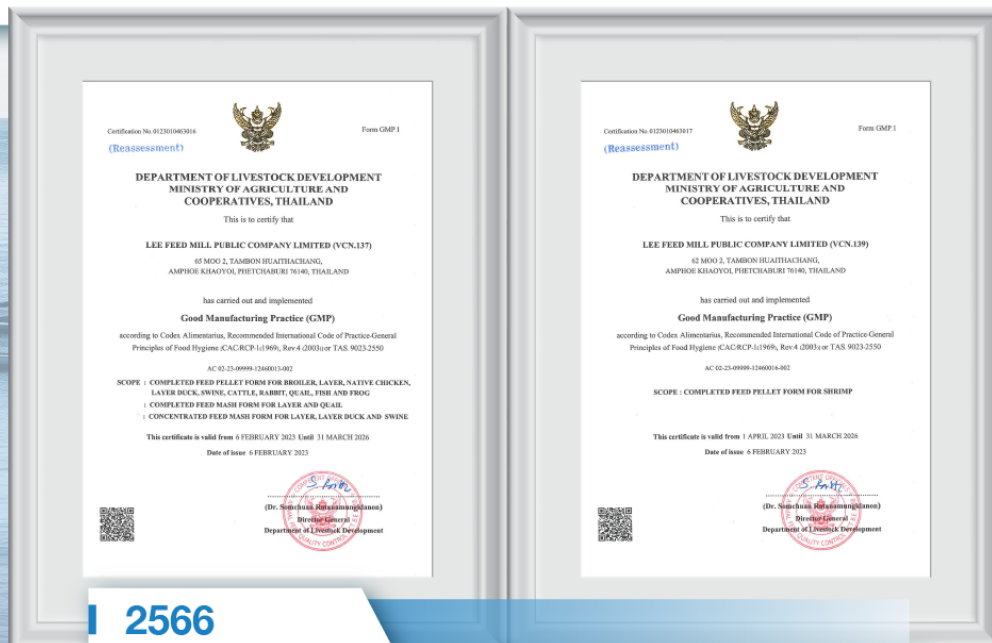 Certification No. 0123010463016
Form GMP.1
(Reassessment)
DEPARTMENT OF LIVESTOCK DEVELOPMENT
MINISTRY OF AGRICULTURE AND
COOPERATIVES, THAILAND
This is to certify that
LEE FEED MILL PUBLIC COMPANY LIMITED (VCN.137)
65 MOO 2, TAMBON HUAITHACHANG,
AMPHOE KHAOYOI, PHETCHABURI 76140, THAILAND
has carried out and implemented
Good Manufacturing Practice (GMP)
according to Codex Alimentarius, Recommended International Code of Practice-General
Principles of Food Hygiene (CAC/RCP-1(1969), Rev.4 (2003)) or TAS. 9023-2550
AC 02-23-09999-12460013-002
SCOPE : COMPLETED FEED PELLET FORM FOR BROILER, LAYER, NATIVE CHICKEN,
LAYER DUCK, SWINE, CATTLE, RABBIT, QUAIL, FISH AND FROG
: COMPLETED FEED MASH FORM FOR LAYER AND QUAIL
: CONCENTRATED FEED MASH FORM FOR LAYER, LAYER DUCK AND SWINE
This certificate is valid from 6 FEBRUARY 2023 Until 31 MARCH 2026
Date of issue 6 FEBRUARY 2023
(Dr. Somchuan Ratanamungklanon)
Director General
Department of Livestock Development
Certification No. 0123010463017
Form GMP.1
(Reassessment)
DEPARTMENT OF LIVESTOCK DEVELOPMENT
MINISTRY OF AGRICULTURE AND
COOPERATIVES, THAILAND
This is to certify that
LEE FEED MILL PUBLIC COMPANY LIMITED (VCN.139)
62 MOO 2, TAMBON HUAITHACHANG,
AMPHOE KHAOYOI, PHETCHABURI 76140, THAILAND
has carried out and implemented
Good Manufacturing Practice (GMP)
according to Codex Alimentarius, Recommended International Code of Practice-General
Principles of Food Hygiene (CAC/RCP-1(1969), Rev.4 (2003)) or TAS. 9023-2550
AC 02-23-09999-12460016-002
SCOPE : COMPLETED FEED PELLET FORM FOR SHRIMP
This certificate is valid from 1 APRIL 2023 Until 31 MARCH 2026
Date of issue 6 FEBRUARY 2023
(Dr. Somchuan Ratanamungklanon)
Director General
Department of Livestock Development
2566